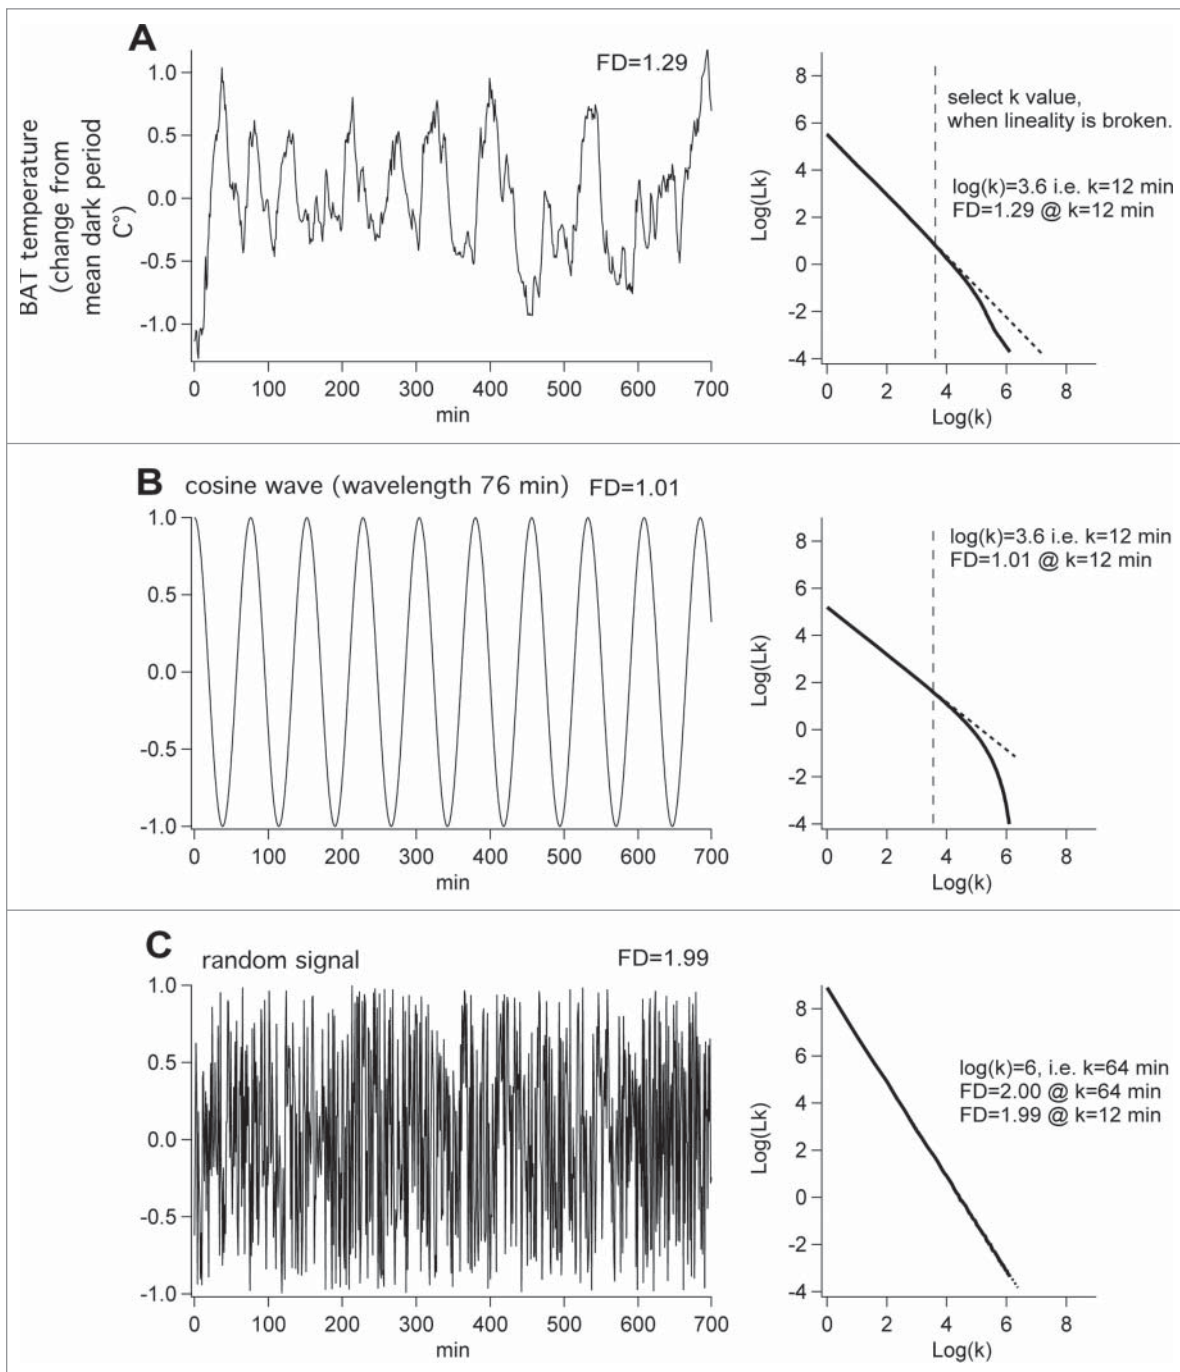 A
FD=1.29
BAT temperature
(change from
mean dark period
C°)
1.0
0.5
0.0
-0.5
-1.0
0 100 200 300 400 500 600 700
min
Log(Lk)
8
6
4
2
0
-2
-4
select k value,
when lineality is broken.
log(k)=3.6 i.e. k=12 min
FD=1.29 @ k=12 min
0 2 4 6 8
Log(k)
B cosine wave (wavelength 76 min) FD=1.01
1.0
0.5
0.0
-0.5
-1.0
0 100 200 300 400 500 600 700
min
Log(Lk)
8
6
4
2
0
-2
-4
log(k)=3.6 i.e. k=12 min
FD=1.01 @ k=12 min
0 2 4 6 8
Log(k)
C
random signal FD=1.99
1.0
0.5
0.0
-0.5
-1.0
0 100 200 300 400 500 600 700
min
Log(Lk)
8
6
4
2
0
-2
-4
log(k)=6, i.e. k=64 min
FD=2.00 @ k=64 min
FD=1.99 @ k=12 min
0 2 4 6 8
Log(k)